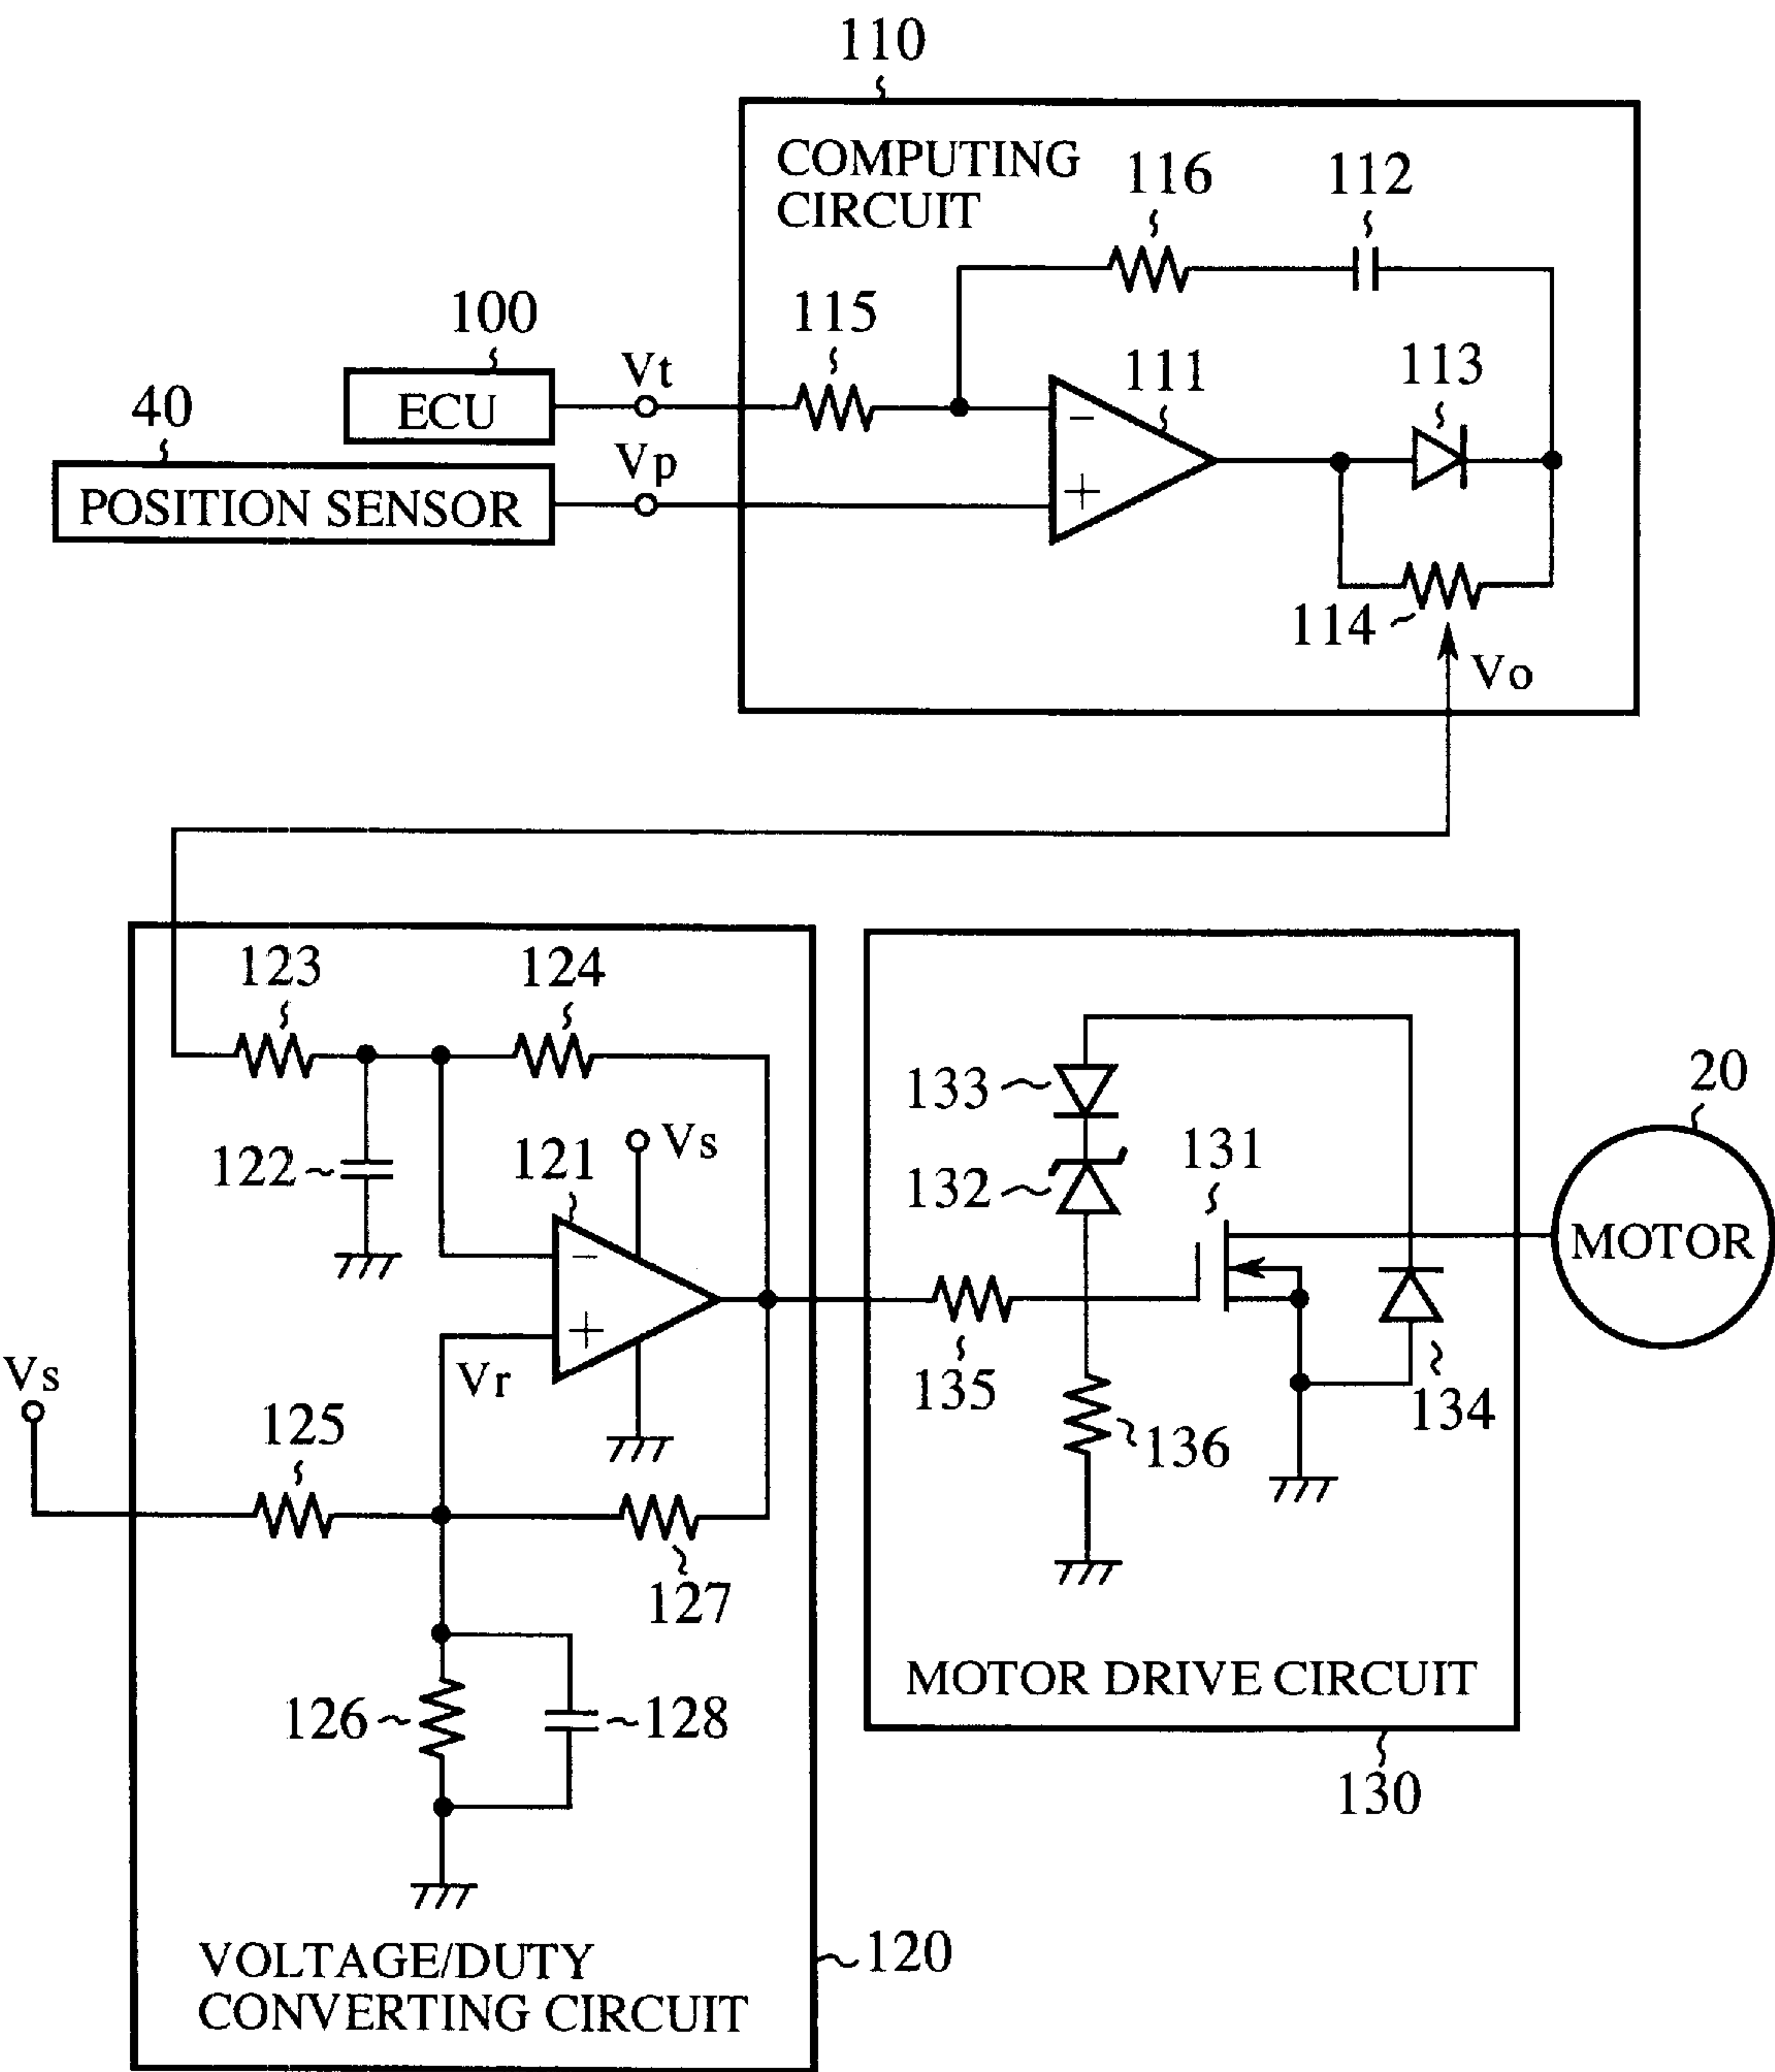 110
COMPUTING
CIRCUIT
116
112
100
115
111
113
ECU
Vt
40
POSITION SENSOR
Vp
−
+
114
Vo
123
124
133
20
122
121
Vs
132
131
MOTOR
−
+
Vs
Vr
135
134
125
136
127
126
128
MOTOR DRIVE CIRCUIT
130
VOLTAGE/DUTY
CONVERTING CIRCUIT
120